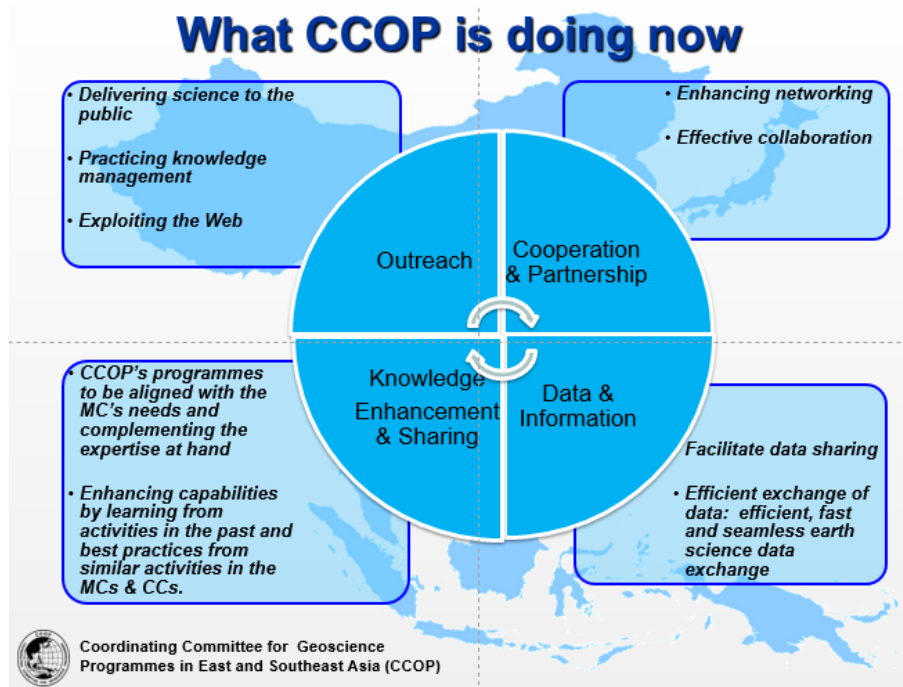 What CCOP is doing now
• Delivering science to the
public
• Practicing knowledge
management
• Exploiting the Web
• Enhancing networking
• Effective collaboration
Outreach
Cooperation
& Partnership
Knowledge
Enhancement
& Sharing
Data &
Information
• CCOP's programmes
to be aligned with the
MC's needs and
complementing the
expertise at hand
• Enhancing capabilities
by learning from
activities in the past and
best practices from
similar activities in the
MCs & CCs.
Facilitate data sharing
• Efficient exchange of
data: efficient, fast
and seamless earth
science data
exchange
CCOP
Coordinating Committee for Geoscience
Programmes in East and Southeast Asia (CCOP)